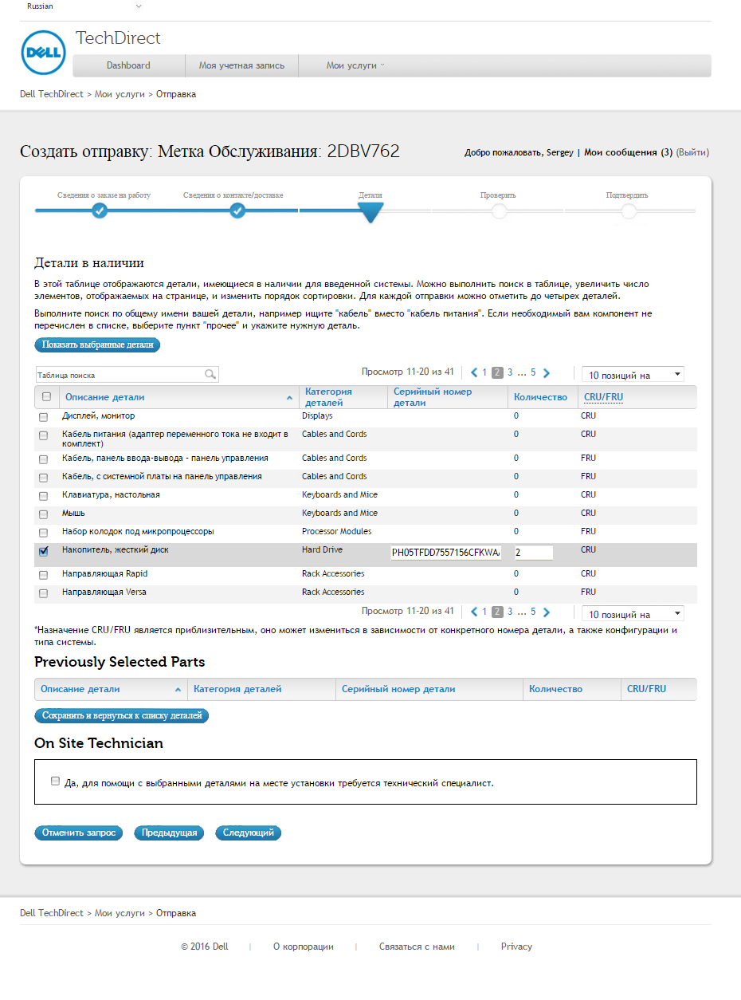 Russian
DELL
TechDirect
Dashboard Моя учетная запись Мои услуги
Dell TechDirect > Мои услуги > Отправка
Создать отправку: Метка Обслуживания: 2DBV762
Добро пожаловать, Sergey | Мои сообщения (3) (Выйти)
Сведения о заказе на работу Сведения о контакте/доставке Детали Проверить Подтвердить
Детали в наличии
В этой таблице отображаются детали, имеющиеся в наличии для введенной системы. Можно выполнить поиск в таблице, увеличить число
элементов, отображаемых на странице, и изменить порядок сортировки. Для каждой отправки можно отметить до четырех деталей.
Выполните поиск по общему имени вашей детали, например ищите "кабель" вместо "кабель питания". Если необходимый вам компонент не
перечислен в списке, выберите пункт "прочее" и укажите нужную деталь.
Показать выбранные детали
Таблица поиска Просмотр 11-20 из 41 1 2 3 ... 5 10 позиций на
Описание детали Категория деталей Серийный номер детали Количество CRU/FRU
Дисплей, монитор Displays 0 CRU
Кабель питания (адаптер переменного тока не входит в Cables and Cords 0 CRU
комплект)
Кабель, панель ввода-вывода - панель управления Cables and Cords 0 FRU
Кабель, с системной платы на панель управления Cables and Cords 0 FRU
Клавиатура, настольная Keyboards and Mice 0 CRU
Мышь Keyboards and Mice 0 CRU
Набор колодок под микропроцессоры Processor Modules 0 FRU
Накопитель, жесткий диск Hard Drive PH05TFDD7557156CFKWA 2 CRU
Направляющая Rapid Rack Accessories 0 CRU
Направляющая Versa Rack Accessories 0 FRU
Просмотр 11-20 из 41 1 2 3 ... 5 10 позиций на
*Назначение CRU/FRU является приблизительным, оно может измениться в зависимости от конкретного номера детали, а также конфигурации и
типа системы.
Previously Selected Parts
Описание детали Категория деталей Серийный номер детали Количество CRU/FRU
Сохранить и вернуться к списку деталей
On Site Technician
Да, для помощи с выбранными деталями на месте установки требуется технический специалист.
Отменить запрос Предыдущая Следующий
Dell TechDirect > Мои услуги > Отправка
© 2016 Dell | О корпорации | Связаться с нами | Privacy